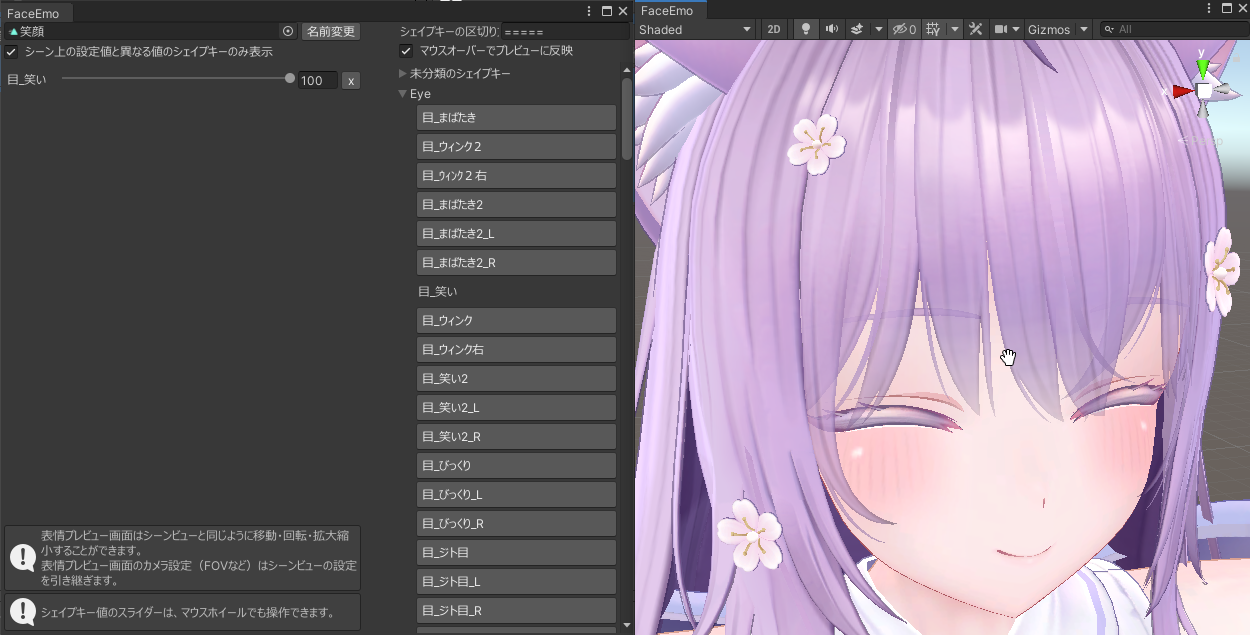 FaceEmo
笑顔
名前変更
シーン上の設定値と異なる値のシェイプキーのみ表示
目_笑い
100
x
表情プレビュー画面はシーンビューと同じように移動・回転・拡大縮
小することができます。
表情プレビュー画面のカメラ設定（FOVなど）はシーンビューの設定
を引き継ぎます。
シェイプキー値のスライダーは、マウスホイールでも操作できます。
シェイプキーの区切り:
=====
マウスオーバーでプレビューに反映
未分類のシェイプキー
Eye
目_まばたき
目_ウィンク２
目_ｳｨﾝｸ２右
目_まばたき2
目_まばたき2_L
目_まばたき2_R
目_笑い
目_ウィンク
目_ウィンク右
目_笑い2
目_笑い2_L
目_笑い2_R
目_びっくり
目_びっくり_L
目_びっくり_R
目_ジト目
目_ジト目_L
目_ジト目_R
FaceEmo
Shaded
2D
0
Gizmos
All
y